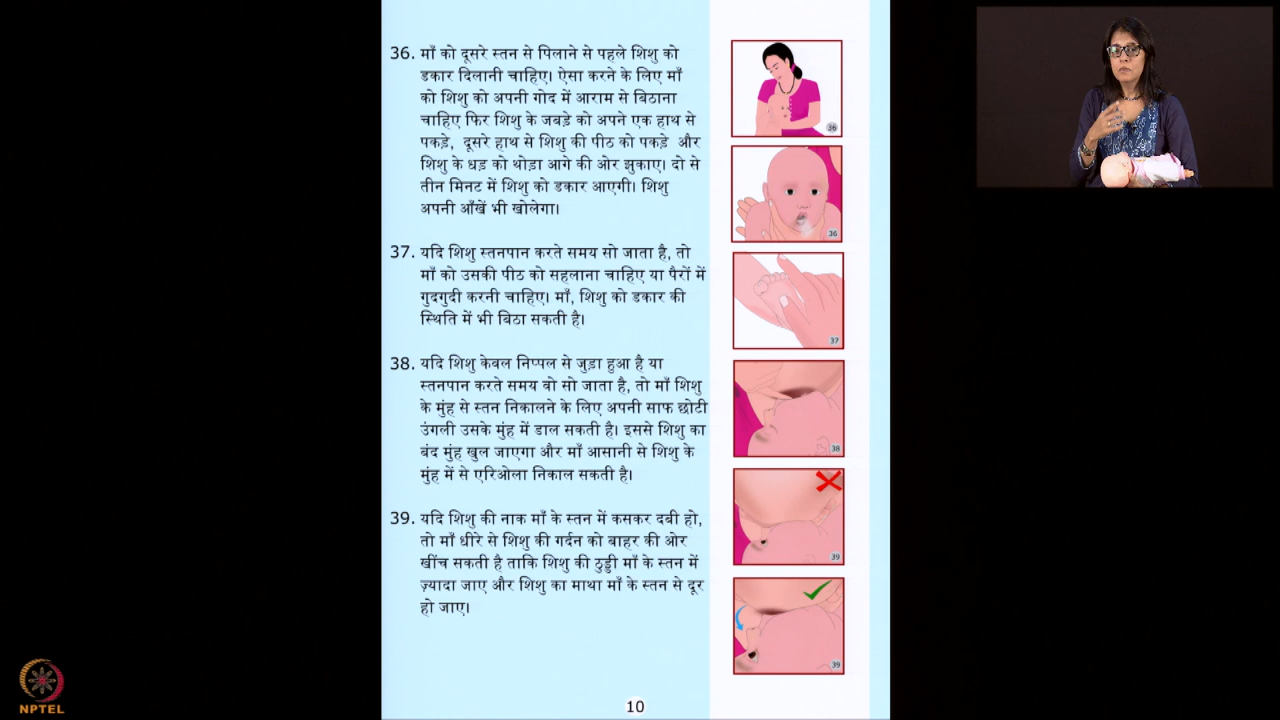 36. माँ को दूसरे स्तन से पिलाने से पहले शिशु को
डकार दिलानी चाहिए। ऐसा करने के लिए माँ
को शिशु को अपनी गोद में आराम से बिठाना
चाहिए फिर शिशु के जबड़े को अपने एक हाथ से
पकड़े, दूसरे हाथ से शिशु की पीठ को पकड़े और
शिशु के धड़ को थोडा आगे की ओर झुकाए। दो से
तीन मिनट में शिशु को डकार आएगी। शिशु
अपनी आँखें भी खोलेगा।
36
36
37. यदि शिशु स्तनपान करते समय सो जाता है, तो
माँ को उसकी पीठ को सहलाना चाहिए या पैरों में
गुदगुदी करनी चाहिए। माँ, शिशु को डकार की
स्थिति में भी बिठा सकती है।
37
38. यदि शिशु केवल निप्पल से जुड़ा हुआ है या
स्तनपान करते समय वो सो जाता है, तो माँ शिशु
के मुंह से स्तन निकालने के लिए अपनी साफ छोटी
उंगली उसके मुंह में डाल सकती है। इससे शिशु का
बंद मुंह खुल जाएगा और माँ आसानी से शिशु के
मुंह में से एरिओला निकाल सकती है।
38
39. यदि शिशु की नाक माँ के स्तन में कसकर दबी हो,
तो माँ धीरे से शिशु की गर्दन को बाहर की ओर
खींच सकती है ताकि शिशु की ठुड्डी माँ के स्तन में
ज़्यादा जाए और शिशु का माथा माँ के स्तन से दूर
हो जाए।
39
39
10
NPTEL